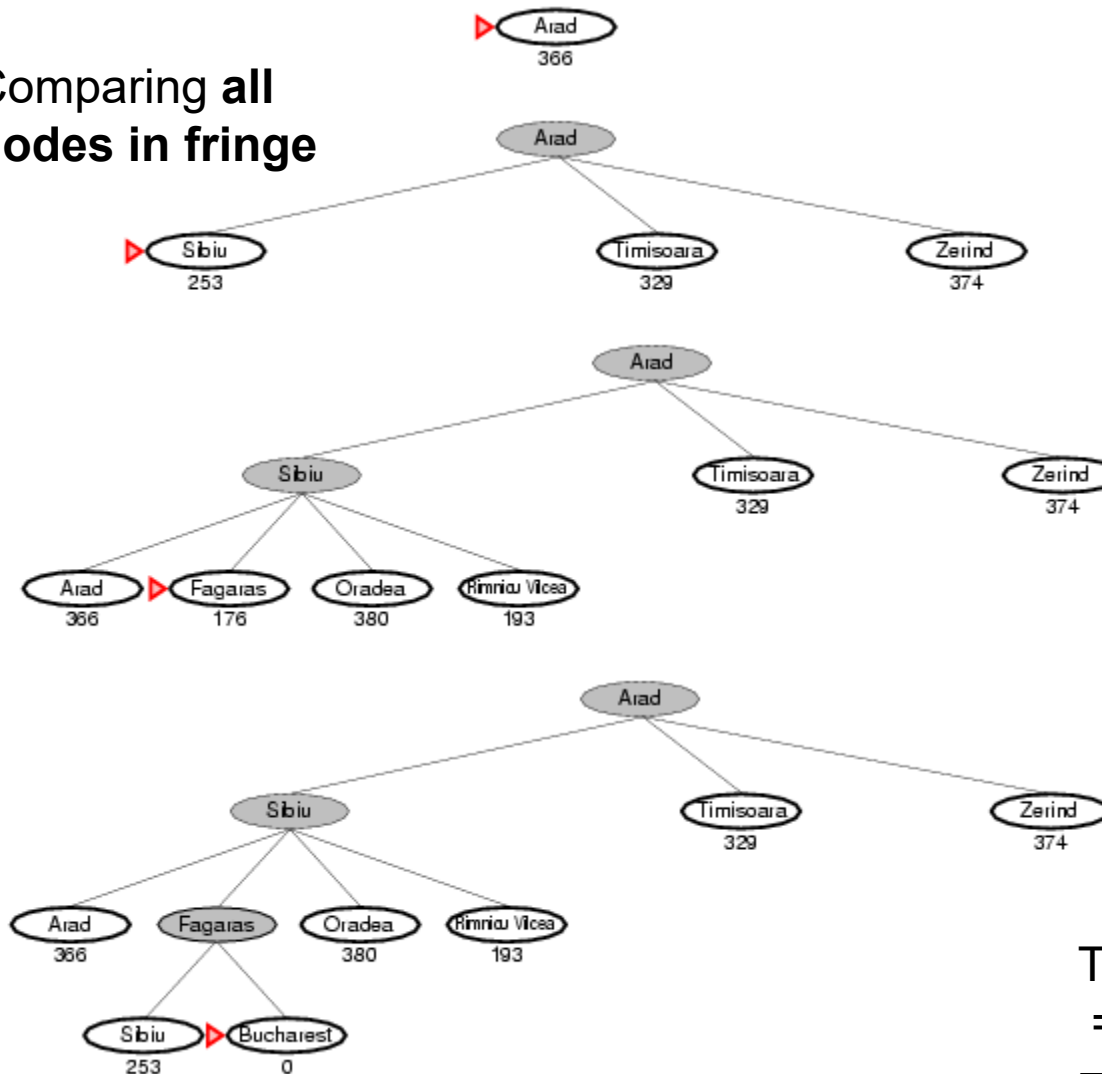 Arad
366
Comparing all
odes in fringe
Arad
Sibiu Timisoara Zerind
253 329 374
Arad
Sibiu Timisoara Zerind
329 374
Arad Fagaras Oradea Rimnicu Vilcea
366 176 380 193
Arad
Sibiu Timisoara Zerind
329 374
Arad Fagaras Oradea Rimnicu Vilcea
366 380 193
T
=
Sibiu Bucharest
253 0